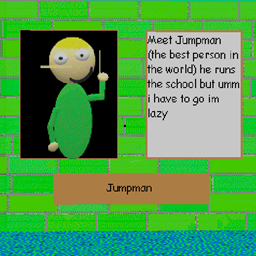 Meet Jumpman
(the best person in
the world) he runs
the school but umm
i have to go im
lazy
Jumpman